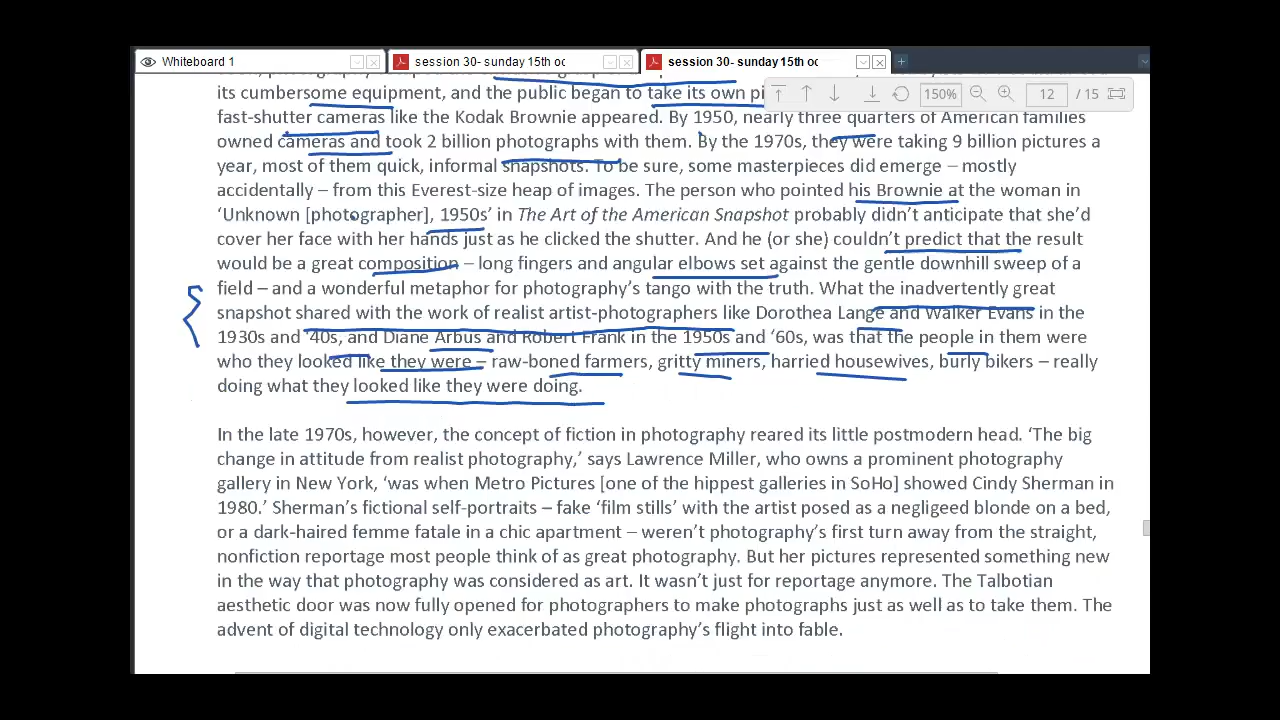 Whiteboard 1
session 30- sunday 15th oc
session 30- sunday 15th oc
150%
12 / 15
its cumbersome equipment, and the public began to take its own pi
fast-shutter cameras like the Kodak Brownie appeared. By 1950, nearly three quarters of American families
owned cameras and took 2 billion photographs with them. By the 1970s, they were taking 9 billion pictures a
year, most of them quick, informal snapshots. To be sure, some masterpieces did emerge – mostly
accidentally – from this Everest-size heap of images. The person who pointed his Brownie at the woman in
‘Unknown [photographer], 1950s’ in The Art of the American Snapshot probably didn’t anticipate that she’d
cover her face with her hands just as he clicked the shutter. And he (or she) couldn’t predict that the result
would be a great composition – long fingers and angular elbows set against the gentle downhill sweep of a
field – and a wonderful metaphor for photography’s tango with the truth. What the inadvertently great
snapshot shared with the work of realist artist-photographers like Dorothea Lange and Walker Evans in the
1930s and ’40s, and Diane Arbus and Robert Frank in the 1950s and ’60s, was that the people in them were
who they looked like they were – raw-boned farmers, gritty miners, harried housewives, burly bikers – really
doing what they looked like they were doing.
In the late 1970s, however, the concept of fiction in photography reared its little postmodern head. ‘The big
change in attitude from realist photography,’ says Lawrence Miller, who owns a prominent photography
gallery in New York, ‘was when Metro Pictures [one of the hippest galleries in SoHo] showed Cindy Sherman in
1980.’ Sherman’s fictional self-portraits – fake ‘film stills’ with the artist posed as a negligeed blonde on a bed,
or a dark-haired femme fatale in a chic apartment – weren’t photography’s first turn away from the straight,
nonfiction reportage most people think of as great photography. But her pictures represented something new
in the way that photography was considered as art. It wasn’t just for reportage anymore. The Talbotian
aesthetic door was now fully opened for photographers to make photographs just as well as to take them. The
advent of digital technology only exacerbated photography’s flight into fable.